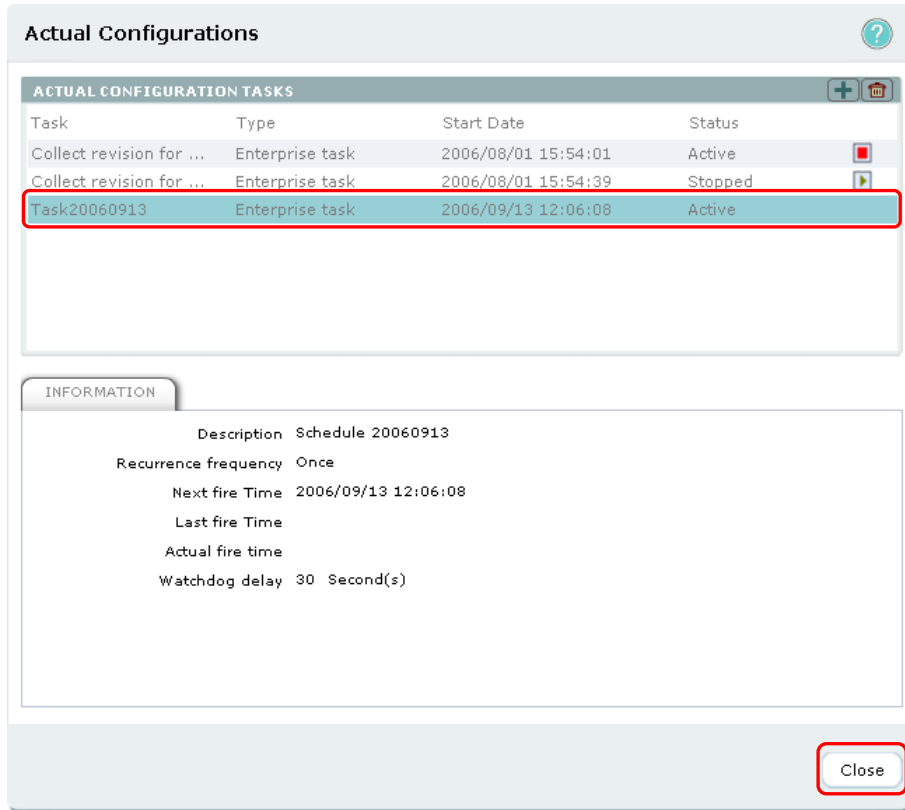 Actual Configurations
?
ACTUAL CONFIGURATION TASKS
Task Type Start Date Status
Collect revision for ... Enterprise task 2006/08/01 15:54:01 Active
Collect revision for ... Enterprise task 2006/08/01 15:54:39 Stopped
Task20060913 Enterprise task 2006/09/13 12:06:08 Active
INFORMATION
Description Schedule 20060913
Recurrence frequency Once
Next fire Time 2006/09/13 12:06:08
Last fire Time
Actual fire time
Watchdog delay 30 Second(s)
Close